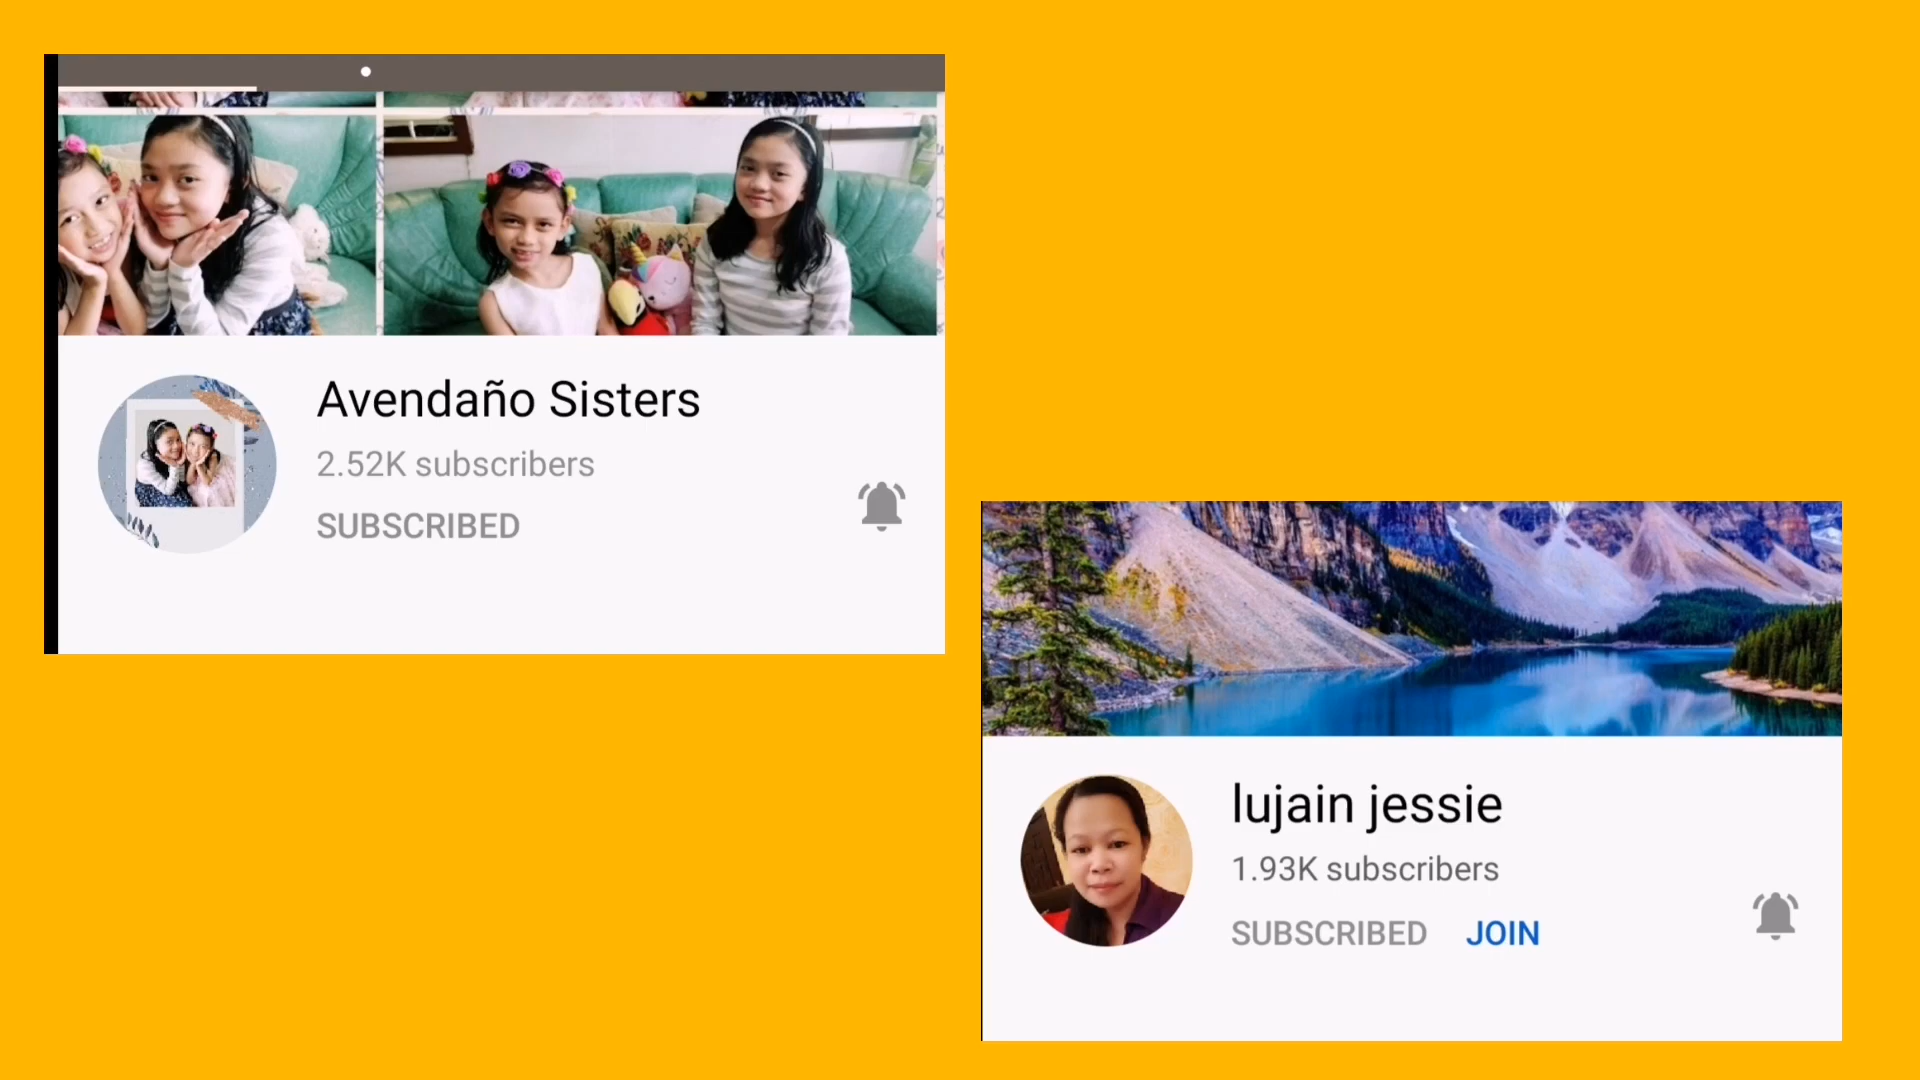 Avendaño Sisters
2.52K subscribers
SUBSCRIBED
lujain jessie
1.93K subscribers
SUBSCRIBED JOIN